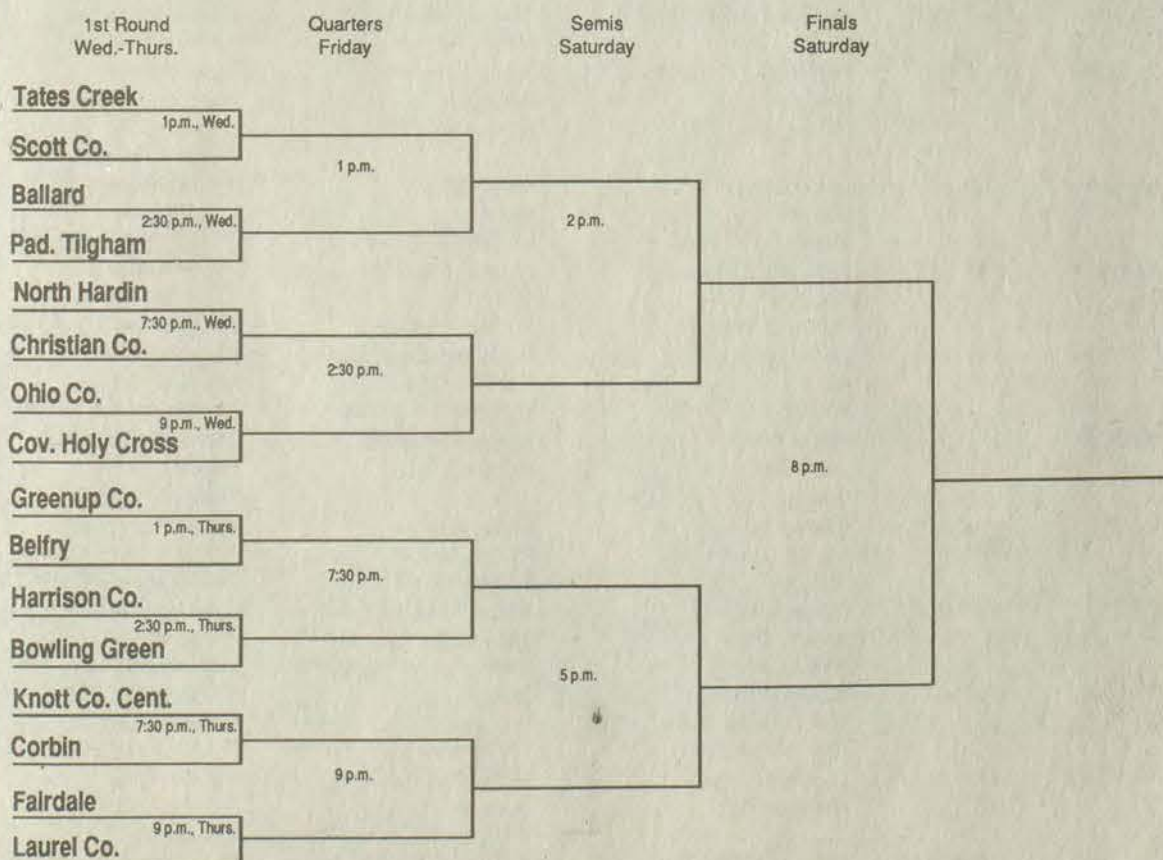 1st Round
Wed.-Thurs.
Quarters
Friday
Semis
Saturday
Finals
Saturday
Tates Creek
1p.m., Wed.
Scott Co.
1 p.m.
Ballard
2:30 p.m., Wed.
Pad. Tilgham
2 p.m.
North Hardin
7:30 p.m., Wed.
Christian Co.
2:30 p.m.
Ohio Co.
9 p.m., Wed.
Cov. Holy Cross
8 p.m.
Greenup Co.
1 p.m., Thurs.
Belfry
7:30 p.m.
Harrison Co.
2:30 p.m., Thurs.
Bowling Green
5 p.m.
Knott Co. Cent.
7:30 p.m., Thurs.
Corbin
9 p.m.
Fairdale
9 p.m., Thurs.
Laurel Co.